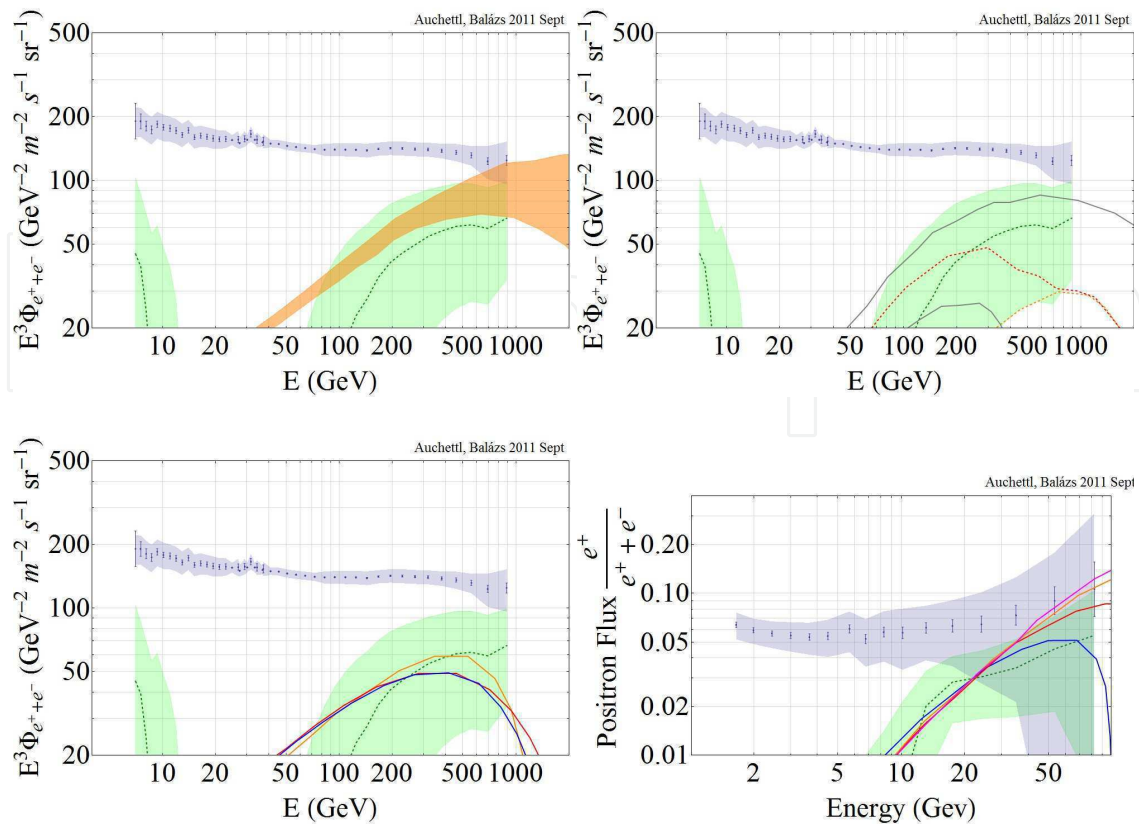 Auchettl, Balázs 2011 Sept
E³Φₑ⁺₊ₑ⁻ (GeV⁻² m⁻² s⁻¹ sr⁻¹)
500
200
100
50
20
10 20 50 100 200 500 1000
E (GeV)
Auchettl, Balázs 2011 Sept
E³Φₑ⁺₊ₑ⁻ (GeV⁻² m⁻² s⁻¹ sr⁻¹)
500
200
100
50
20
10 20 50 100 200 500 1000
E (GeV)
Auchettl, Balázs 2011 Sept
E³Φₑ⁺₊ₑ⁻ (GeV⁻² m⁻² s⁻¹ sr⁻¹)
500
200
100
50
20
10 20 50 100 200 500 1000
E (GeV)
Auchettl, Balázs 2011 Sept
Positron Flux e⁺ / e⁺ + e⁻
0.20
0.10
0.05
0.02
0.01
2 5 10 20 50
Energy (Gev)